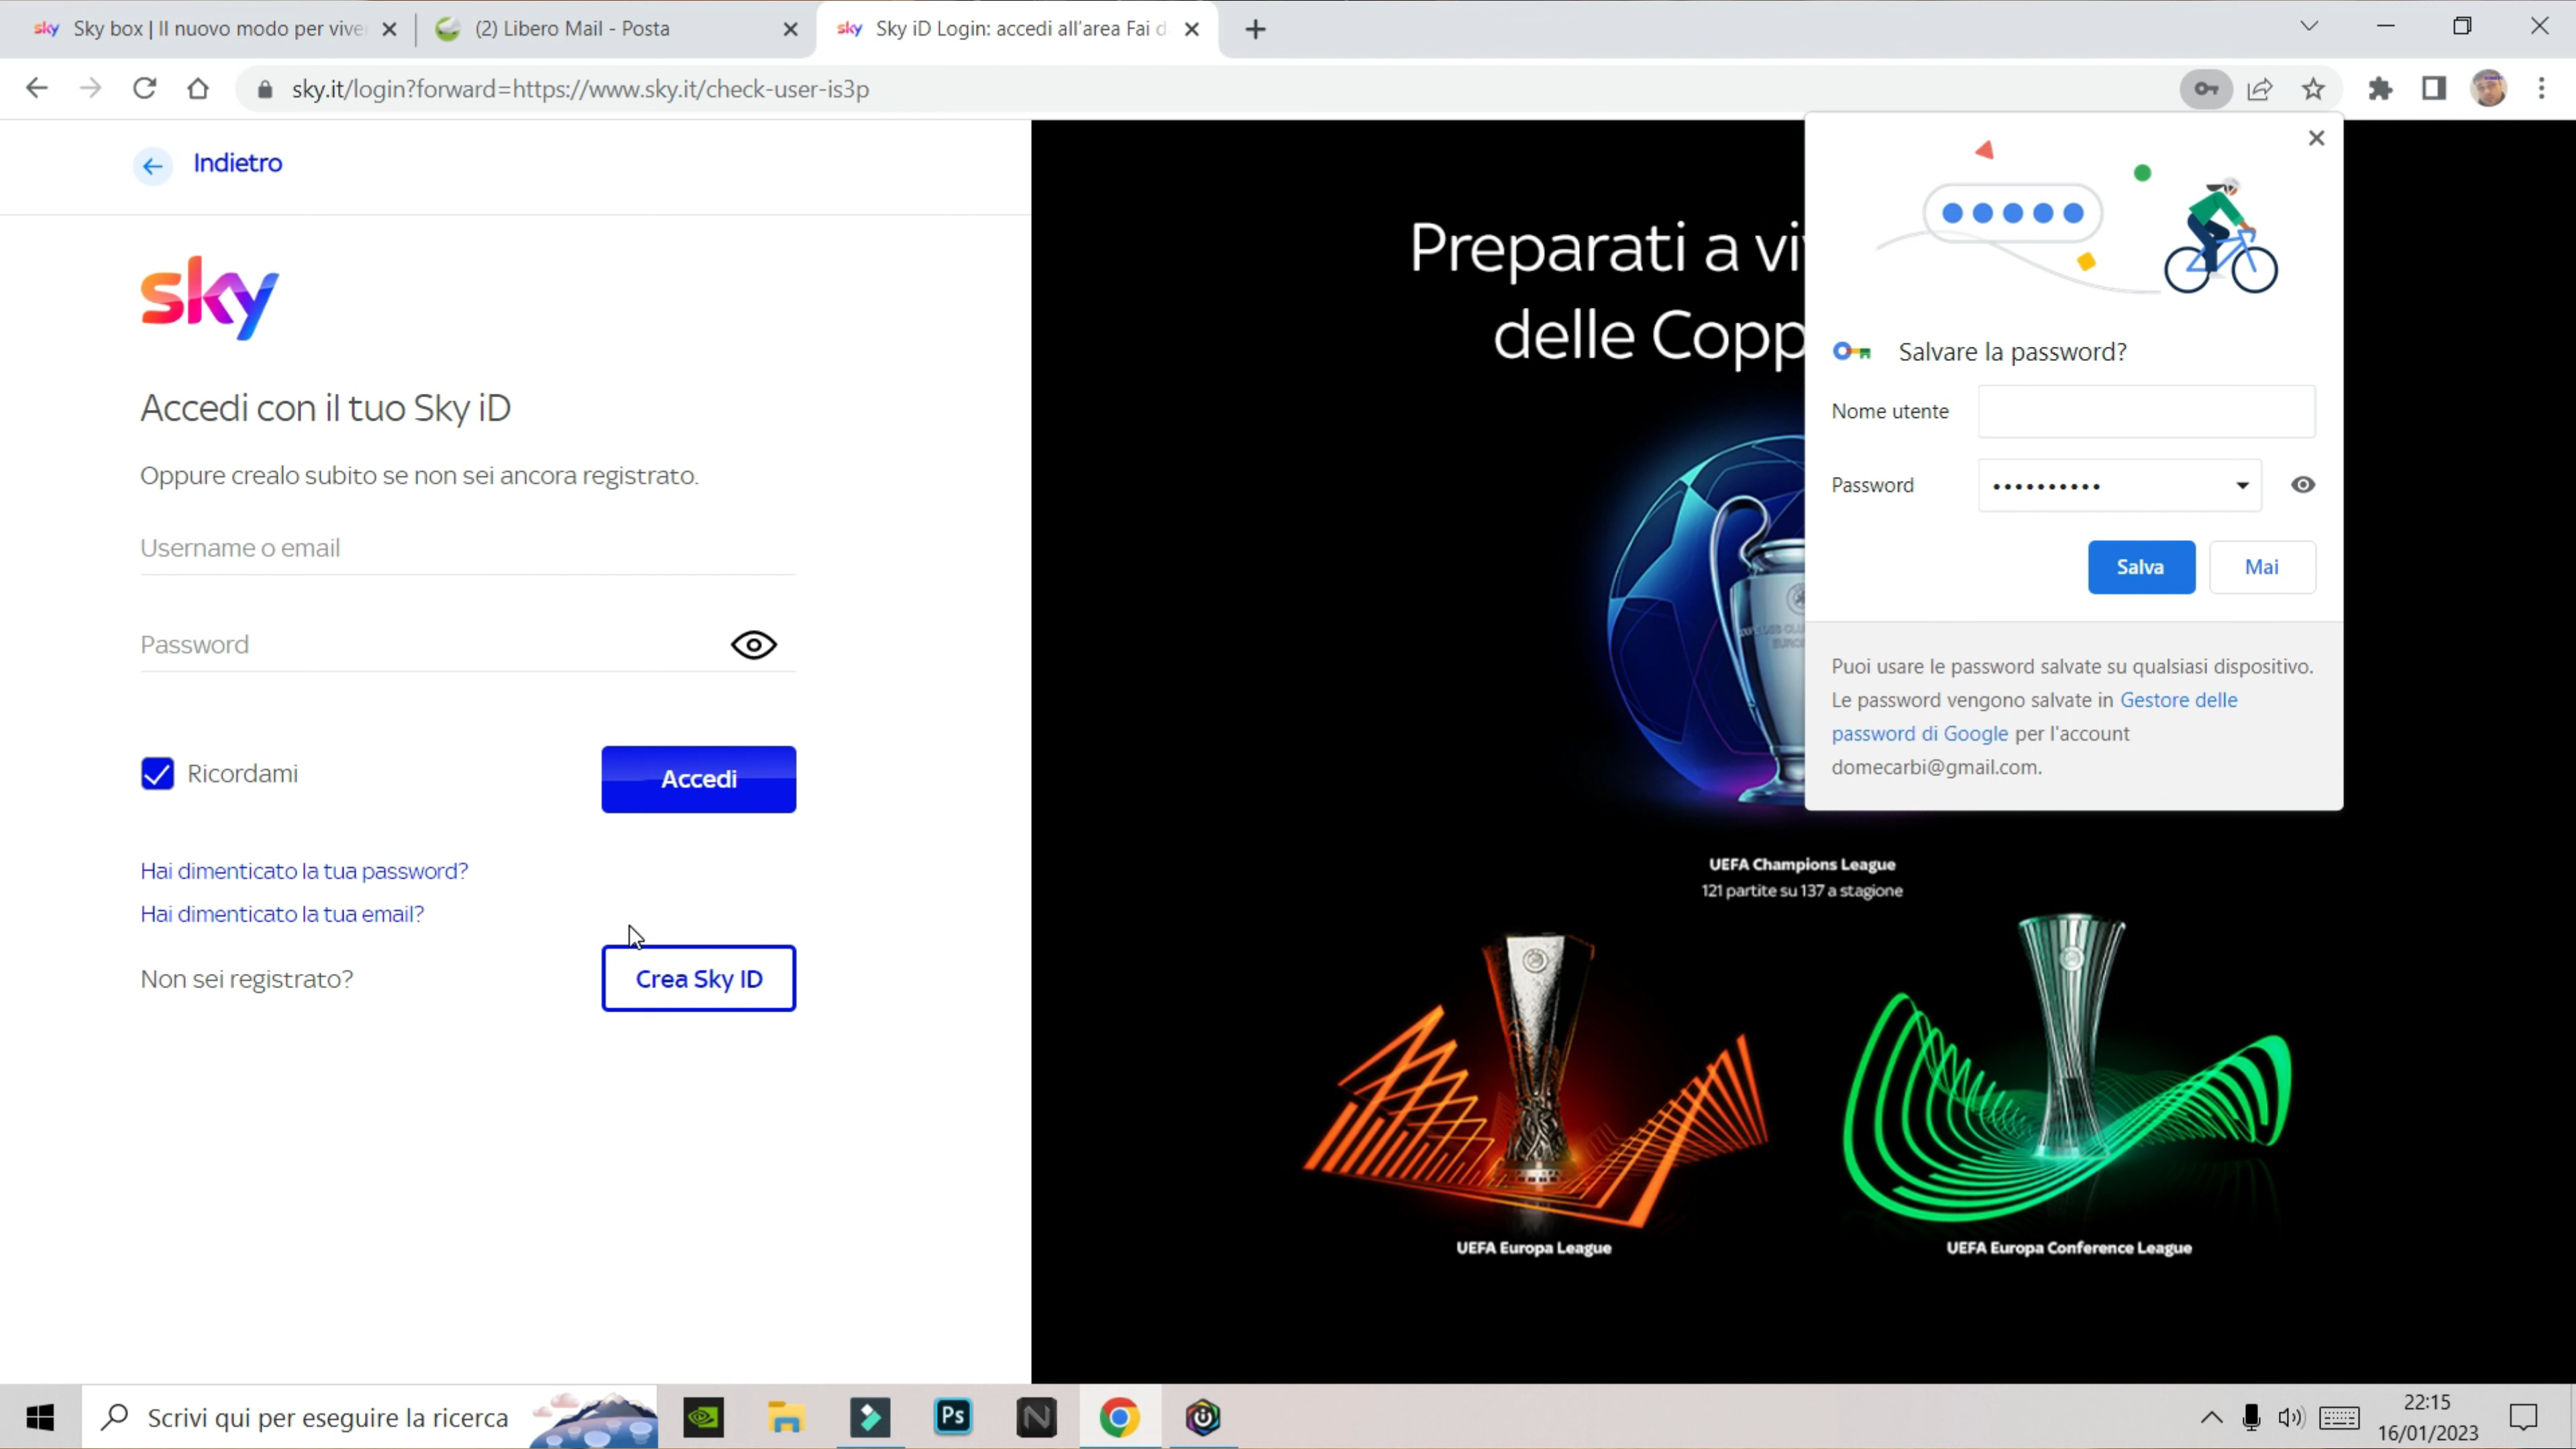 sky Sky box | Il nuovo modo per viver
(2) Libero Mail - Posta
sky Sky iD Login: accedi all'area Fai d
sky.it/login?forward=https://www.sky.it/check-user-is3p
Indietro
sky
Accedi con il tuo Sky iD
Oppure crealo subito se non sei ancora registrato.
Username o email
Password
Ricordami
Accedi
Hai dimenticato la tua password?
Hai dimenticato la tua email?
Non sei registrato?
Crea Sky ID
Preparati a vi
delle Copp
UEFA Champions League
121 partite su 137 a stagione
UEFA Europa League
UEFA Europa Conference League
Salvare la password?
Nome utente
Password ••••••••••
Salva
Mai
Puoi usare le password salvate su qualsiasi dispositivo.
Le password vengono salvate in Gestore delle
password di Google per l'account
domecarbi@gmail.com.
Scrivi qui per eseguire la ricerca
Ps
22:15
16/01/2023